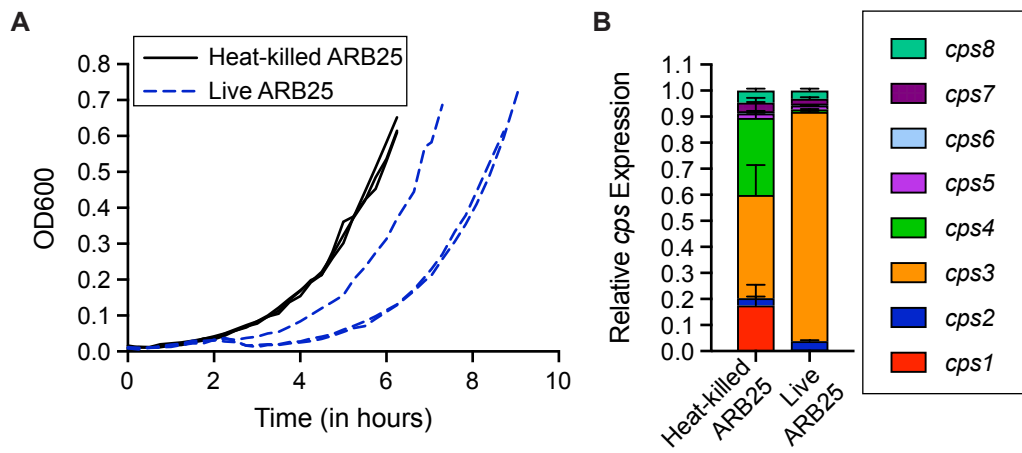 A
Heat-killed ARB25
Live ARB25
0.8
0.7
0.6
0.5
0.4
0.3
0.2
0.1
0.0
OD600
0
2
4
6
8
10
Time (in hours)
B
1.1
1.0
0.9
0.8
0.7
0.6
0.5
0.4
0.3
0.2
0.1
0.0
Relative cps Expression
Heat-killed
ARB25
Live
ARB25
cps8
cps7
cps6
cps5
cps4
cps3
cps2
cps1